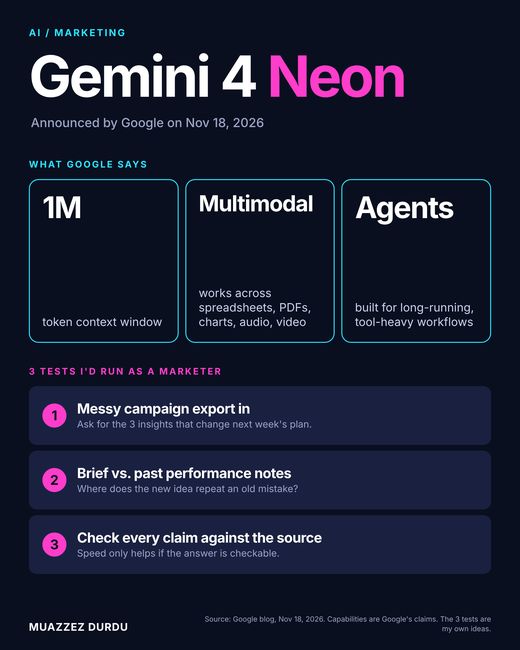 AI / MARKETING
Gemini 4 Neon
Announced by Google on Nov 18, 2026
WHAT GOOGLE SAYS
1M
token context window
Multimodal
works across
spreadsheets, PDFs,
charts, audio, video
Agents
built for long-running,
tool-heavy workflows
3 TESTS I'D RUN AS A MARKETER
1
Messy campaign export in
Ask for the 3 insights that change next week's plan.
2
Brief vs. past performance notes
Where does the new idea repeat an old mistake?
3
Check every claim against the source
Speed only helps if the answer is checkable.
MUAZZEZ DURDU
Source: Google blog, Nov 18, 2026. Capabilities are Google's claims. The 3 tests are
my own ideas.